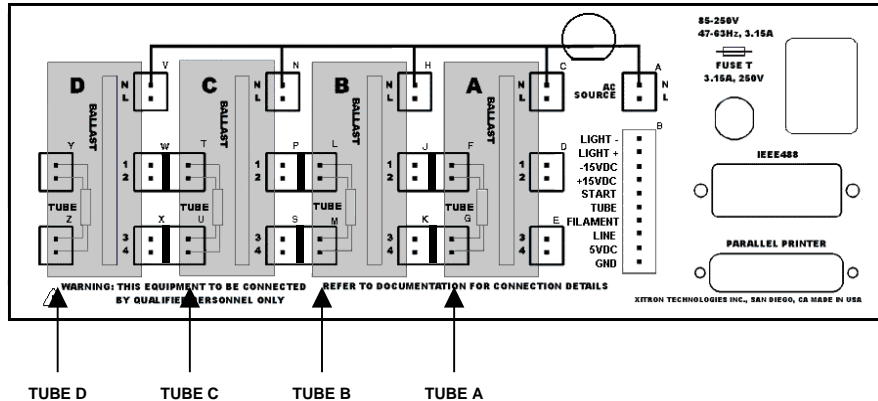 85-250V
47-63Hz, 3.15A
FUSE T
3.15A, 250V
V N H C A
D N L
C N L
B N L
A N L
AC SOURCE N L
BALLAST BALLAST BALLAST BALLAST
B
Y W T P L J F D
1 1 1 1
2 2 2 2
LIGHT -
LIGHT +
-15VDC
+15VDC
START
TUBE
FILAMENT
LINE
5VDC
GND
IEEE488
TUBE TUBE TUBE TUBE
Z X U S M K G E
3 3 3 3
4 4 4 4
PARALLEL PRINTER
WARNING: THIS EQUIPMENT TO BE CONNECTED
BY QUALIFIED PERSONNEL ONLY
REFER TO DOCUMENTATION FOR CONNECTION DETAILS
XITRON TECHNOLOGIES INC., SAN DIEGO, CA MADE IN USA
TUBE D TUBE C TUBE B TUBE A